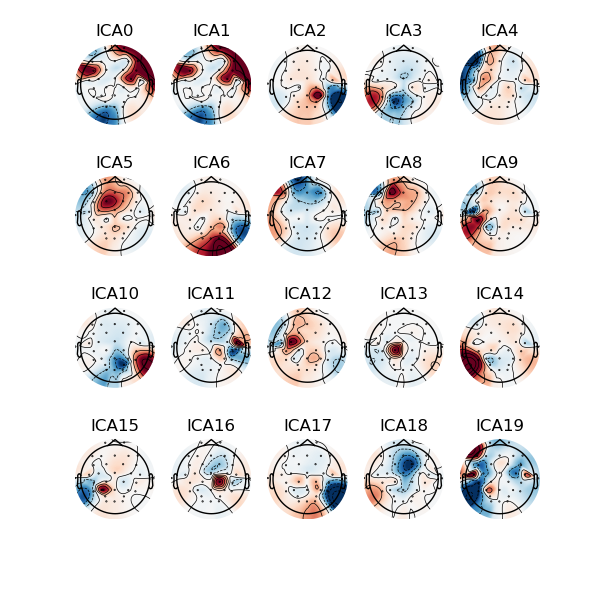 ICA0 ICA1 ICA2 ICA3 ICA4
ICA5 ICA6 ICA7 ICA8 ICA9
ICA10 ICA11 ICA12 ICA13 ICA14
ICA15 ICA16 ICA17 ICA18 ICA19